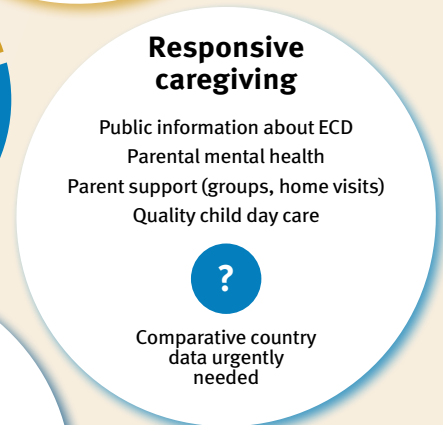 Responsive
caregiving
Public information about ECD
Parental mental health
Parent support (groups, home visits)
Quality child day care
?
Comparative country
data urgently
needed